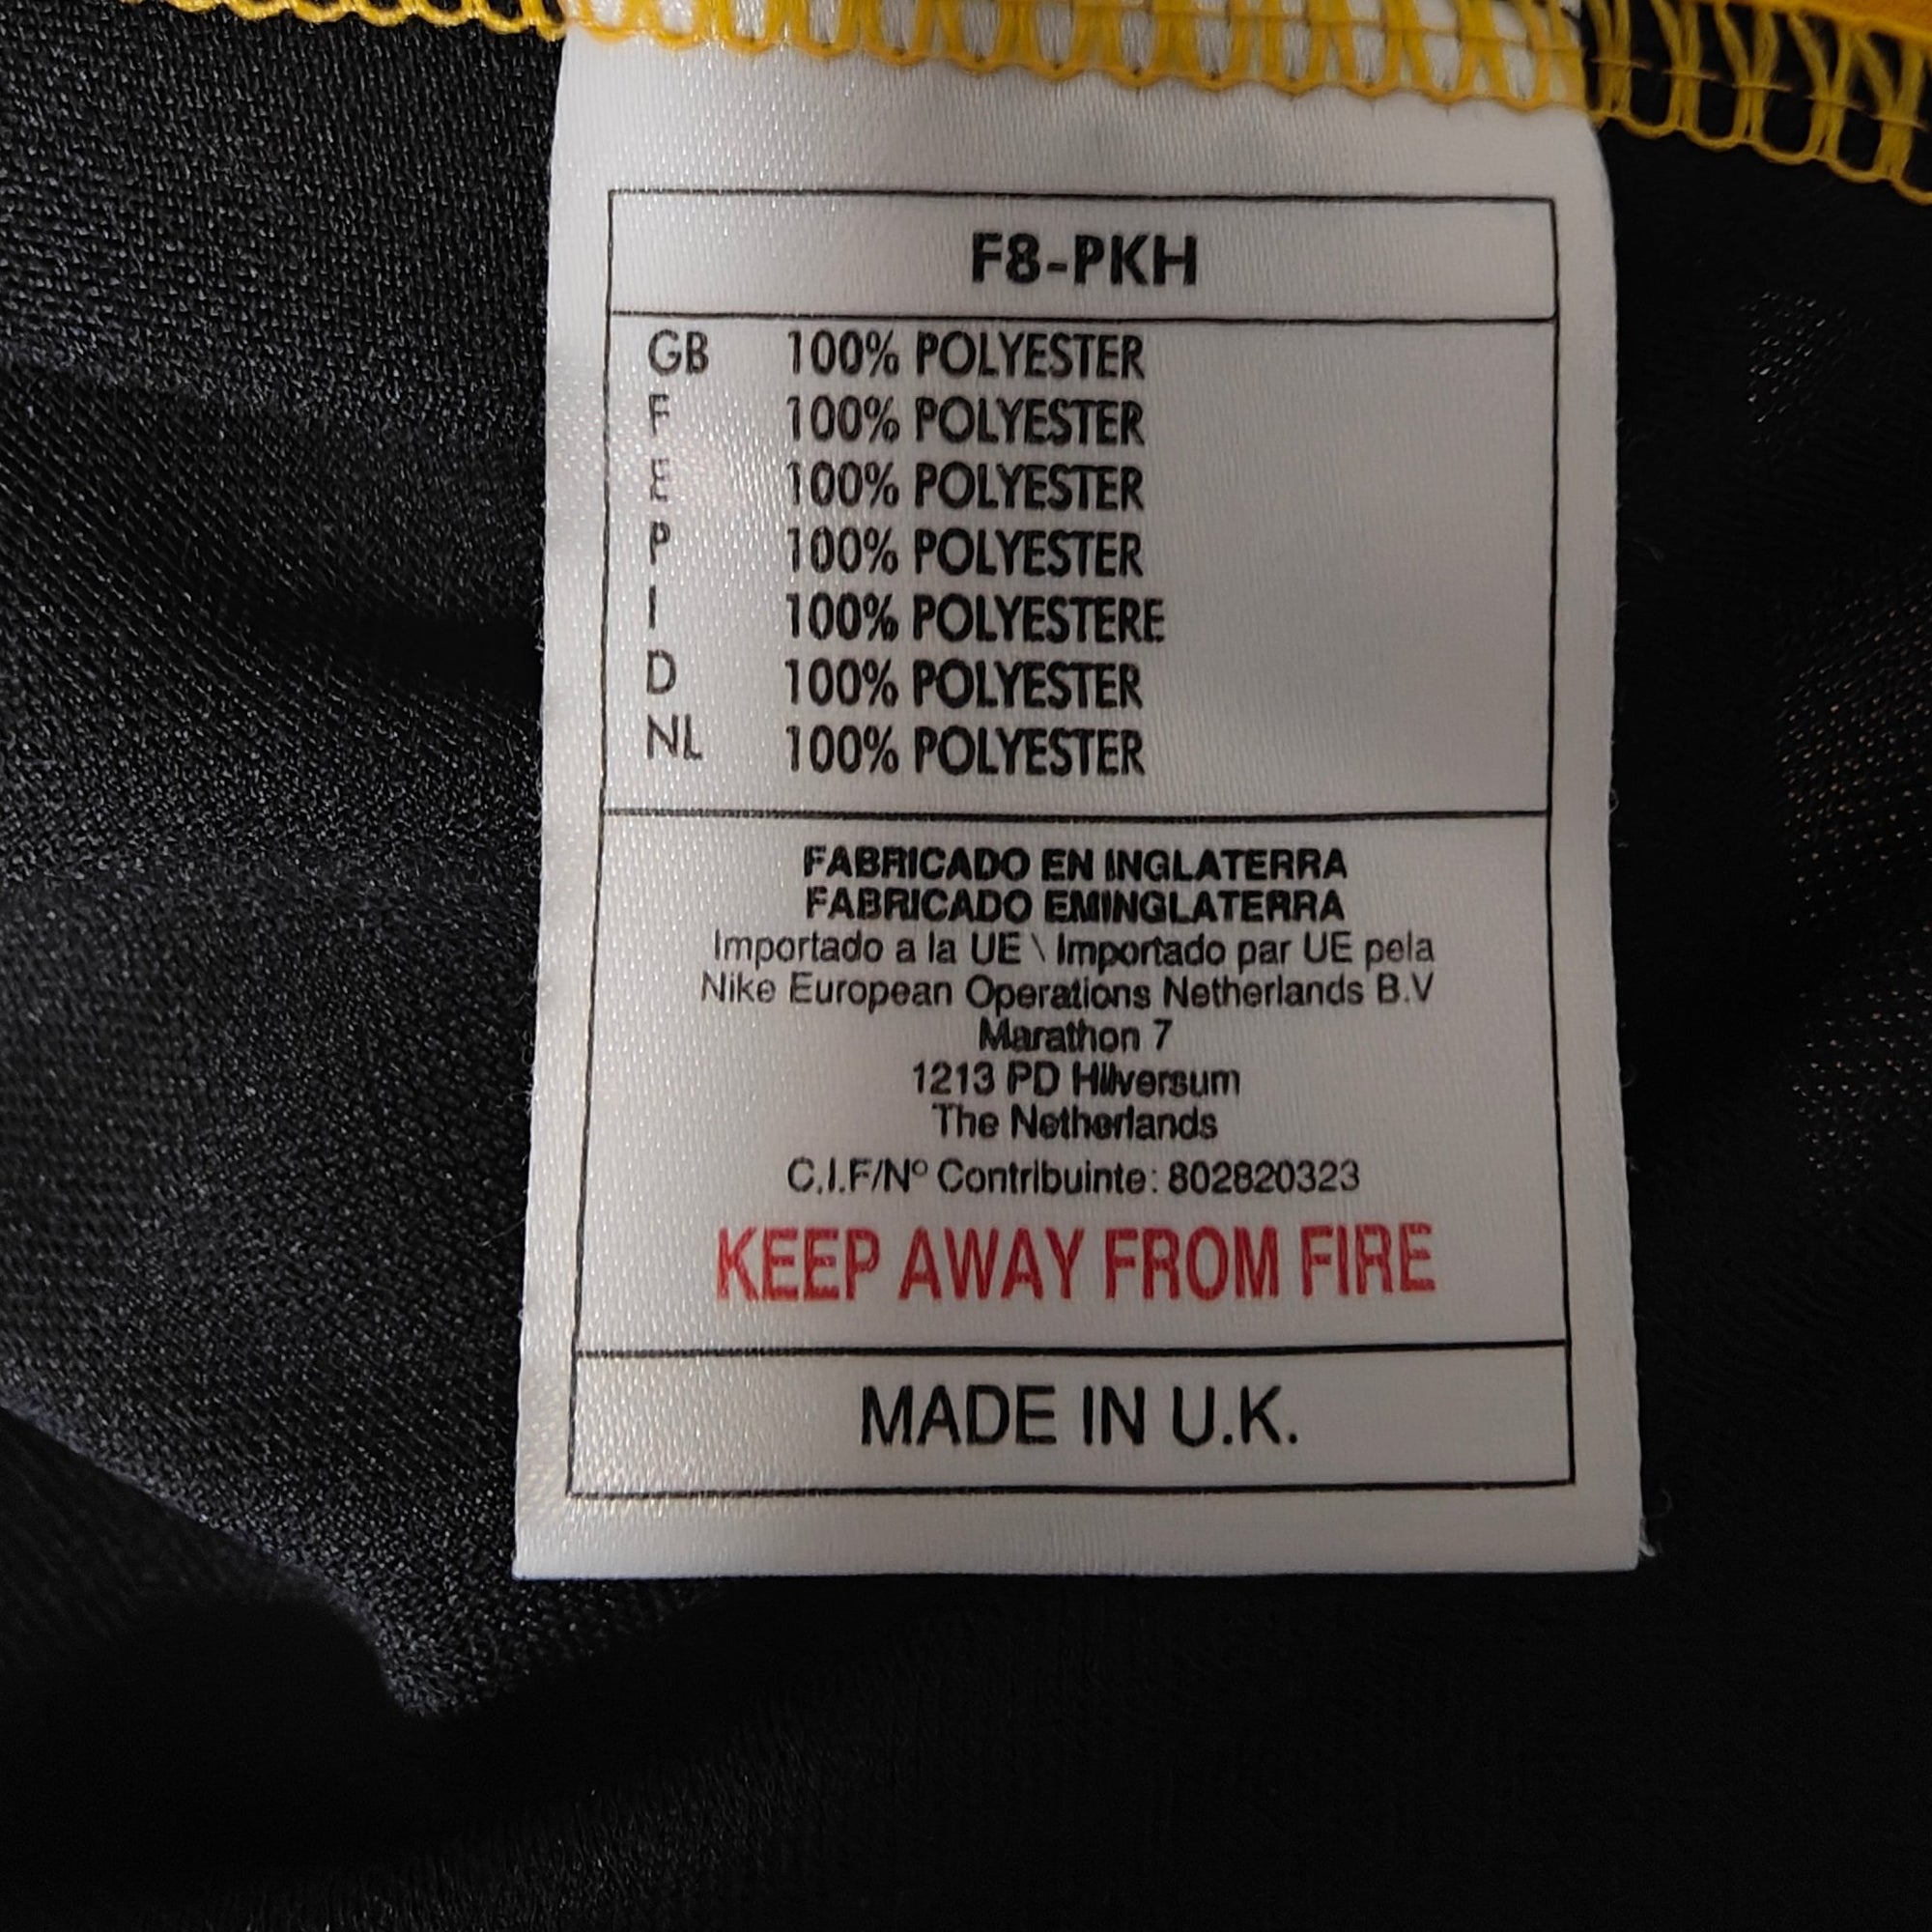 F8-PKH
GB 100% POLYESTER
F 100% POLYESTER
E 100% POLYESTER
P 100% POLYESTER
I 100% POLYESTERE
D 100% POLYESTER
NL 100% POLYESTER
FABRICADO EN INGLATERRA
FABRICADO EMINGLATERRA
Importado a la UE \ Importado par UE pela
Nike European Operations Netherlands B.V
Marathon 7
1213 PD Hilversum
The Netherlands
C.I.F/Nº Contribuinte: 802820323
KEEP AWAY FROM FIRE
MADE IN U.K.